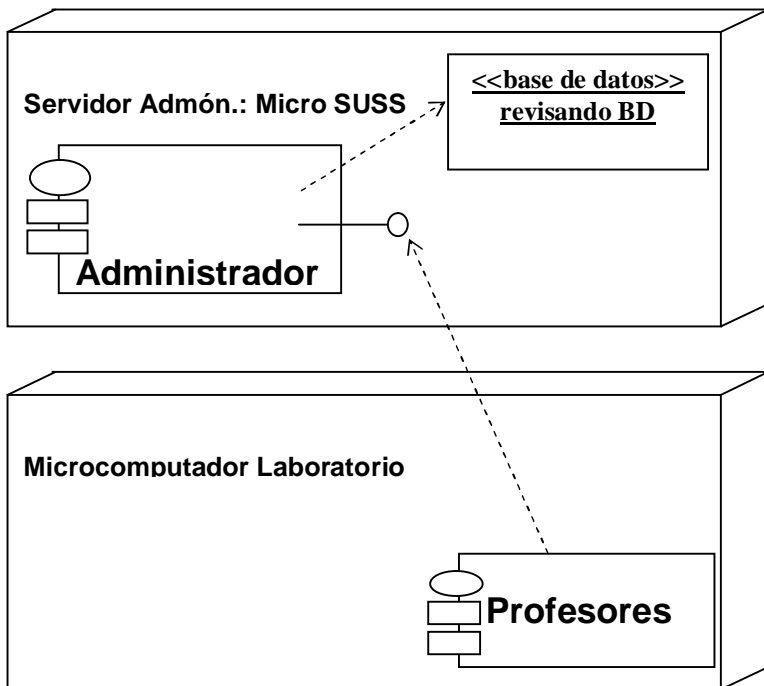 <<base de datos>>
revisando BD
Servidor Admón.: Micro SUSS
Administrador
Microcomputador Laboratorio
Profesores